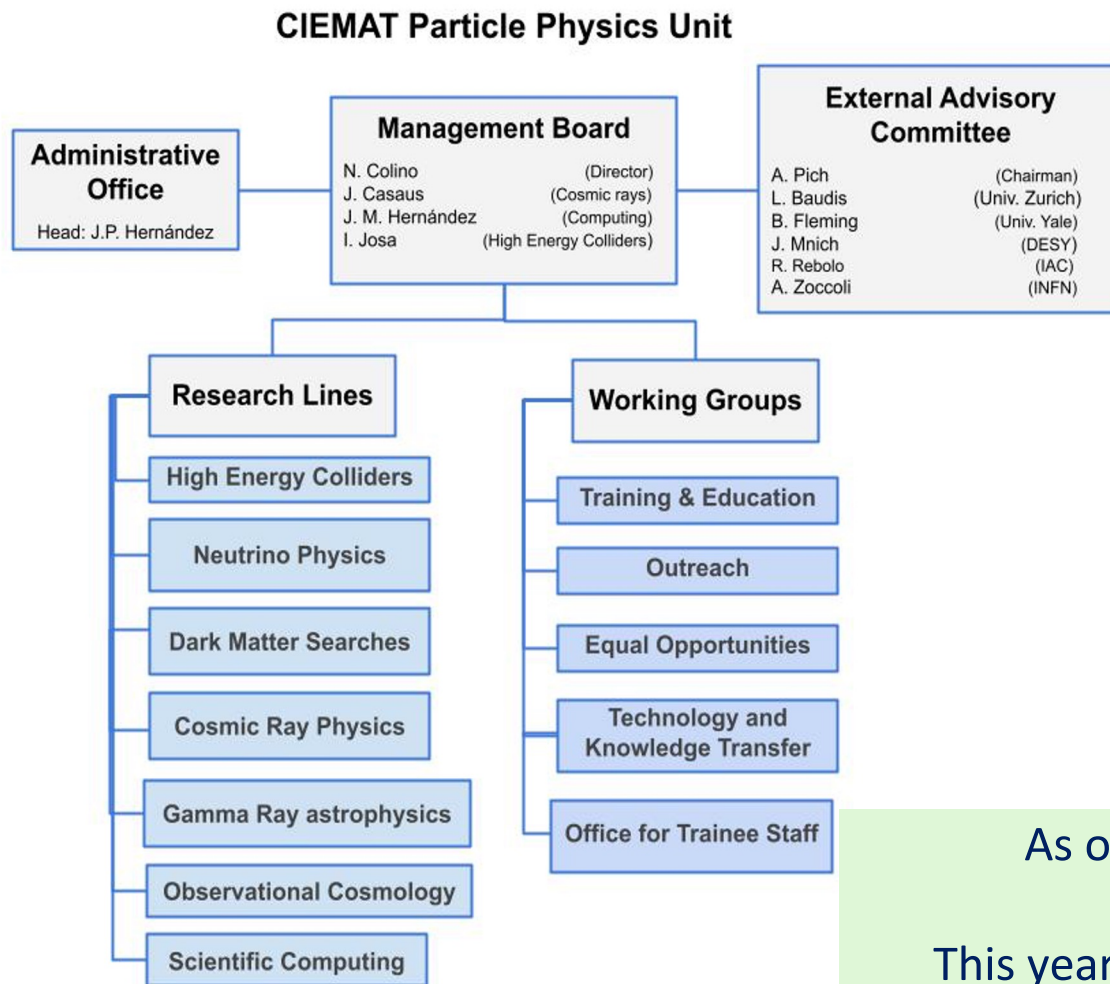 CIEMAT Particle Physics Unit
Administrative
Office
Head: J.P. Hernández
Management Board
N. Colino (Director)
J. Casaus (Cosmic rays)
J. M. Hernández (Computing)
I. Josa (High Energy Colliders)
External Advisory
Committee
A. Pich (Chairman)
L. Baudis (Univ. Zurich)
B. Fleming (Univ. Yale)
J. Mnich (DESY)
R. Rebolo (IAC)
A. Zoccoli (INFN)
Research Lines
High Energy Colliders
Neutrino Physics
Dark Matter Searches
Cosmic Ray Physics
Gamma Ray astrophysics
Observational Cosmology
Scientific Computing
Working Groups
Training & Education
Outreach
Equal Opportunities
Technology and
Knowledge Transfer
Office for Trainee Staff
As o
This year